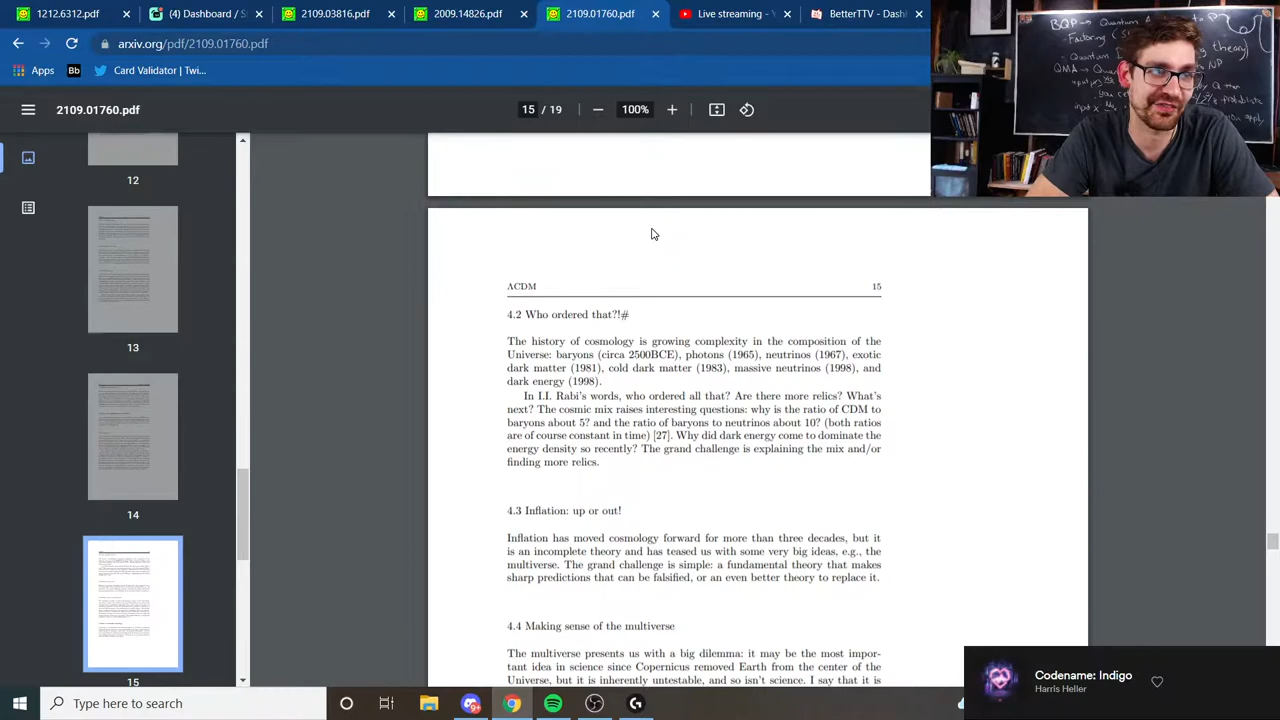 1212.6312.pdf
(4) Dashboard / S
2109.03816.pdf
2009.14826.pdf
2109.01760.pdf
Live streaming - Y
BetterTTV - Dash
arxiv.org/pdf/2109.01760.pdf
Apps
Bb
Card Validator | Twi...
2109.01760.pdf
15 / 19
100%
BQP → Quantum
Factoring
Quantum
theory)
QMA → Qua
NP
12
13
14
15
ΛCDM 15
4.2 Who ordered that?!#
The history of cosmology is growing complexity in the composition of the
Universe: baryons (circa 2500BCE), photons (1965), neutrinos (1967), exotic
dark matter (1981), cold dark matter (1983), massive neutrinos (1998), and
dark energy (1998).
In I.I. Rabi's words, who ordered all that? Are there more relics? What's
next? The cosmic mix raises interesting questions: why is the ratio of CDM to
baryons about 5? and the ratio of baryons to neutrinos about 10? (both ratios
are of course constant in time) [27]. Why did dark energy come to dominate the
energy density so recently? The grand challenge is explaining the mix and/or
finding more relics.
4.3 Inflation: up or out!
Inflation has moved cosmology forward for more than three decades, but it
is an incomplete theory and has teased us with some very big ideas, e.g., the
multiverse. The grand challenge is simple: a fundamental theory that makes
sharp predictions that can be falsified, or an even better theory to replace it.
4.4 Making sense of the multiverse
The multiverse presents us with a big dilemma: it may be the most impor-
tant idea in science since Copernicus removed Earth from the center of the
Universe, but it is inherently untestable, and so isn't science. I say that it is
Codename: Indigo
Harris Heller
Type here to search